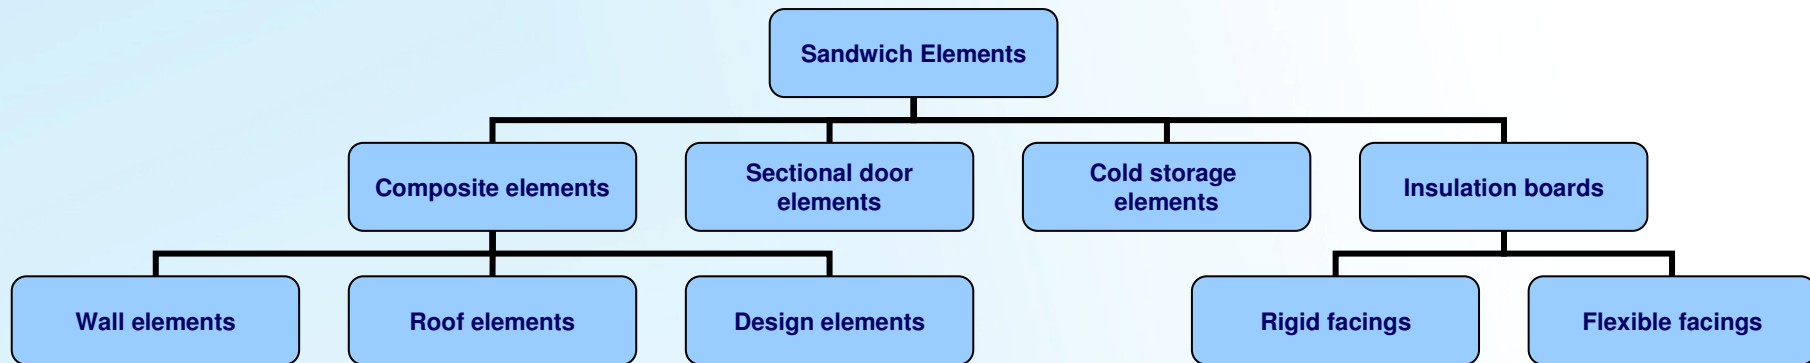 Sandwich Elements
Composite elements
Sectional door
elements
Cold storage
elements
Insulation boards
Wall elements
Roof elements
Design elements
Rigid facings
Flexible facings